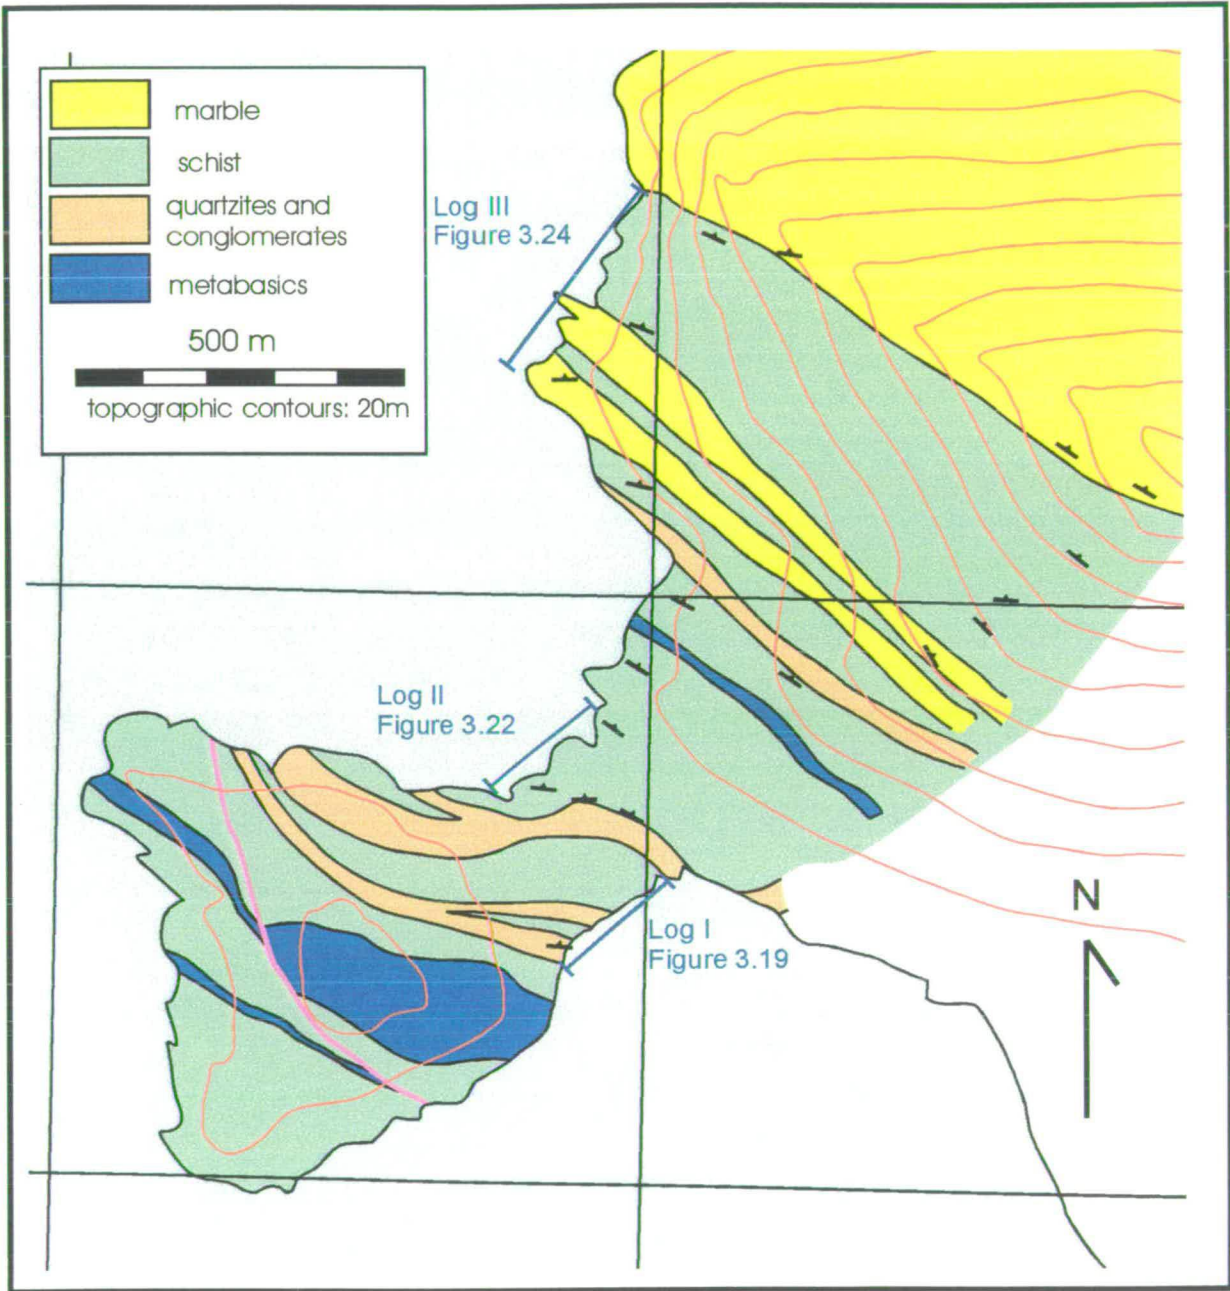 marble
schist
quartzites and
conglomerates
metabasics
500 m
topographic contours: 20m
Log III
Figure 3.24
Log II
Figure 3.22
Log I
Figure 3.19
N